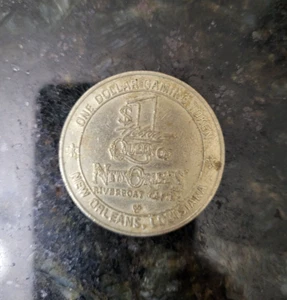 ONE DOLLAR GAMING TOKEN
$1
NEW ORLEANS
RIVERBOAT
NEW ORLEANS, LOUISIANA